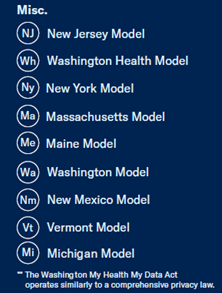 Misc.
NJ New Jersey Model
Wh Washington Health Model
Ny New York Model
Ma Massachusetts Model
Me Maine Model
Wa Washington Model
Nm New Mexico Model
Vt Vermont Model
Mi Michigan Model
** The Washington My Health My Data Act
operates similarly to a comprehensive privacy law.